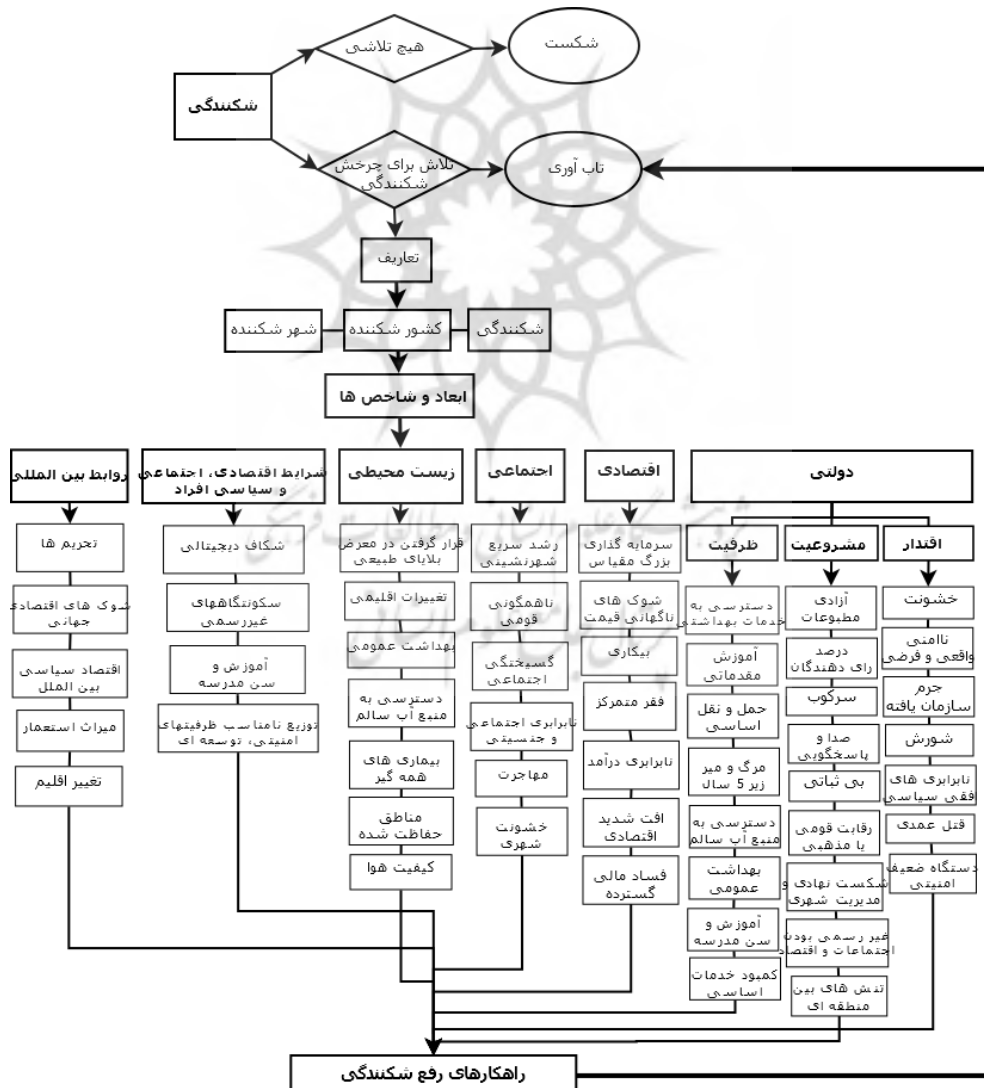 هیچ تلاشی
شکست
شکنندگی
تلاش برای چرخش
شکنندگی
تاب آوری
تعاریف
شکنندگی
کشور شکننده
شهر شکننده
ابعاد و شاخص ها
دولتی
اقتصادی
اجتماعی
زیست محیطی
شرایط اقتصادی، اجتماعی
و سیاسی افراد
روابط بین المللی
اقتدار
خشونت
ناامنی
واقعی و فرضی
جرم
سازمان یافته
شورش
نابرابری های
افقی سیاسی
قتل عمدی
دستگاه ضعیف
امنیتی
مشروعیت
آزادی
مطبوعات
درصد
رای دهندگان
سرکوب
صدا و
پاسخگویی
بی ثباتی
رقابت قومی
یا مذهبی
شکست نهادی و
مدیریت شهری
غیر رسمی بودن
اجتماعات و اقتصاد
تنش های بین
منطقه ای
ظرفیت
دسترسی به
خدمات بهداشتی
آموزش
مقدماتی
حمل و نقل
اساسی
مرگ و میر
زیر 5 سال
دسترسی به
منبع آب سالم
بهداشت
عمومی
آموزش و
سن مدرسه
کمبود خدمات
اساسی
سرمایه گذاری
بزرگ مقیاس
شوک های
ناگهانی قیمت
بیکاری
فقر متمرکز
نابرابری درآمد
افت شدید
اقتصادی
فساد مالی
گسترده
رشد سریع
شهرنشینی
ناهمگونی
قومی
گسیختگی
اجتماعی
نابرابری اجتماعی
و جنسیتی
مهاجرت
خشونت
شهری
قرار گرفتن در معرض
بلایای طبیعی
تغییرات اقلیمی
بهداشت عمومی
دسترسی به
منبع آب سالم
بیماری های
همه گیر
مناطق
حفاظت شده
کیفیت هوا
شکاف دیجیتالی
سکونتگاههای
غیررسمی
آموزش و
سن مدرسه
توزیع نامناسب ظرفیتهای
امنیتی، توسعه ای
تحریم ها
شوک های اقتصادی
جهانی
اقتصاد سیاسی
بین الملل
میراث استعمار
تغییر اقلیم
راهکارهای رفع شکنندگی
پژوهشگاه علوم انسانی و مطالعات فرهنگی
پرتال جامع علوم انسانی